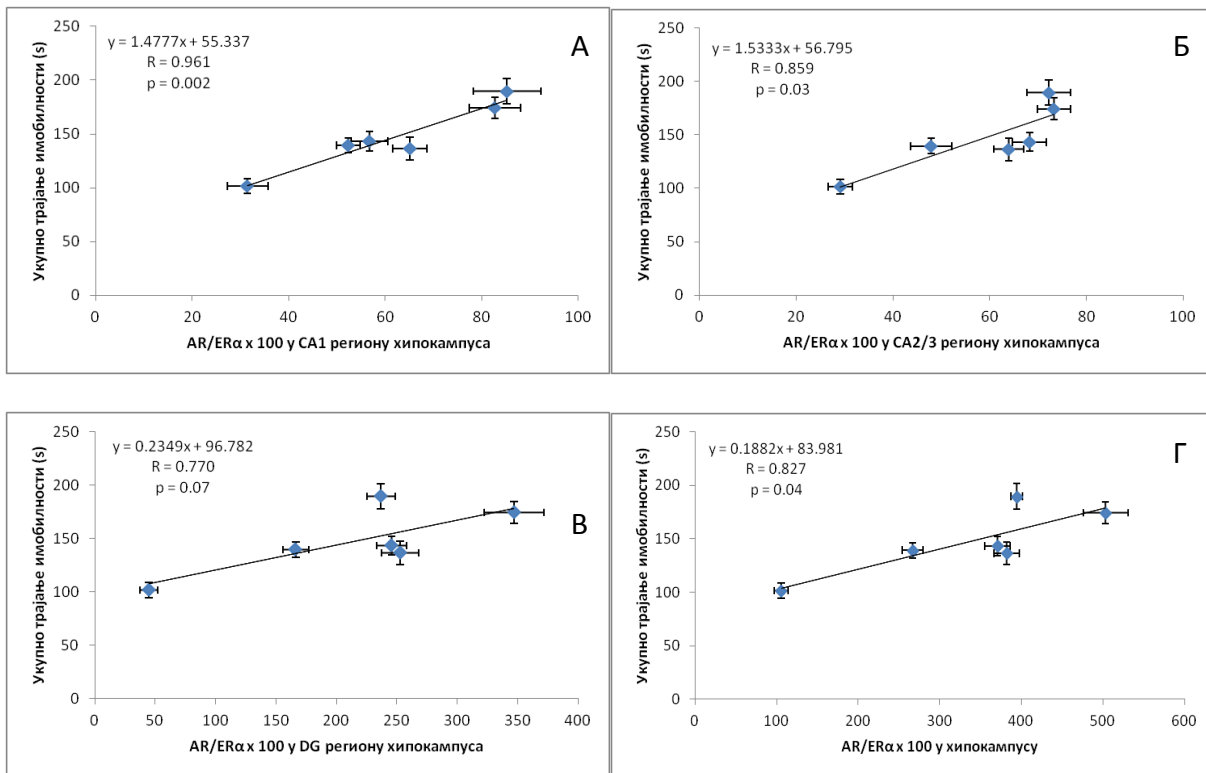 А
y = 1.4777x + 55.337
R = 0.961
p = 0.002
Укупно трајање имобилности (s)
250
200
150
100
50
0
0 20 40 60 80 100
AR/ERα x 100 у CA1 региону хипокампуса
Б
y = 1.5333x + 56.795
R = 0.859
p = 0.03
Укупно трајање имобилности (s)
250
200
150
100
50
0
0 20 40 60 80 100
AR/ERα x 100 у CA2/3 региону хипокампуса
В
y = 0.2349x + 96.782
R = 0.770
p = 0.07
Укупно трајање имобилности (s)
250
200
150
100
50
0
0 50 100 150 200 250 300 350 400
AR/ERα x 100 у DG региону хипокампуса
Г
y = 0.1882x + 83.981
R = 0.827
p = 0.04
Укупно трајање имобилности (s)
250
200
150
100
50
0
0 100 200 300 400 500 600
AR/ERα x 100 у хипокампусу